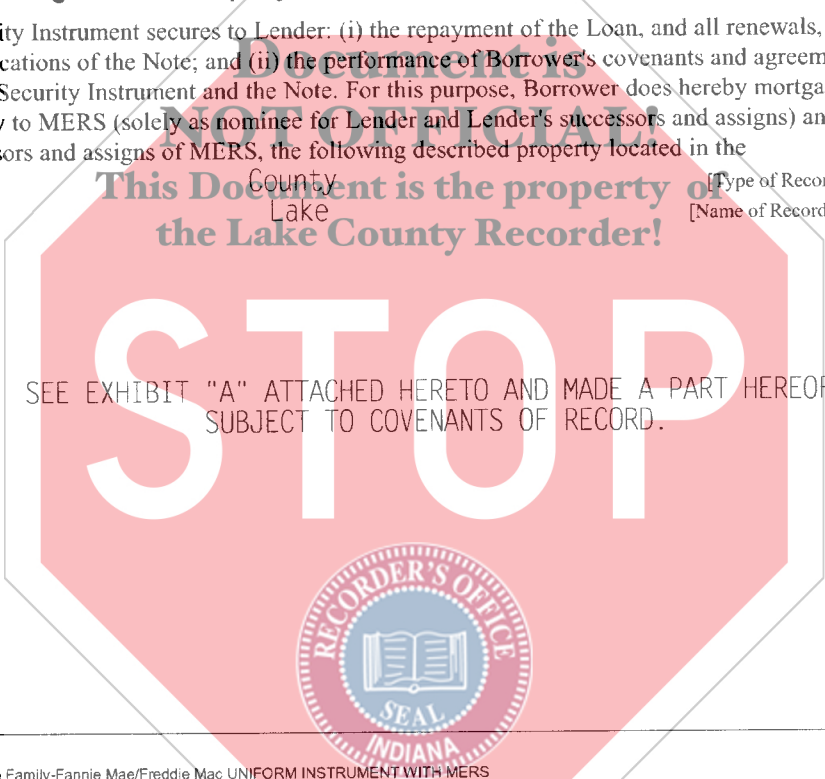 ity Instrument secures to Lender: (i) the repayment of the Loan, and all renewals,
cations of the Note; and (ii) the performance of Borrower's covenants and agreem
Document is
Security Instrument and the Note. For this purpose, Borrower does hereby mortga
y to MERS (solely as nominee for Lender and Lender's successors and assigns) an
NOT OFFICIAL!
sors and assigns of MERS, the following described property located in the
County [Type of Recor
This Document is the property of
Lake [Name of Record
the Lake County Recorder!
STOP
SEE EXHIBIT "A" ATTACHED HERETO AND MADE A PART HEREOF
SUBJECT TO COVENANTS OF RECORD.
RECORDER'S OFFICE
SEAL
INDIANA
Family-Fannie Mae/Freddie Mac UNIFORM INSTRUMENT WITH MERS